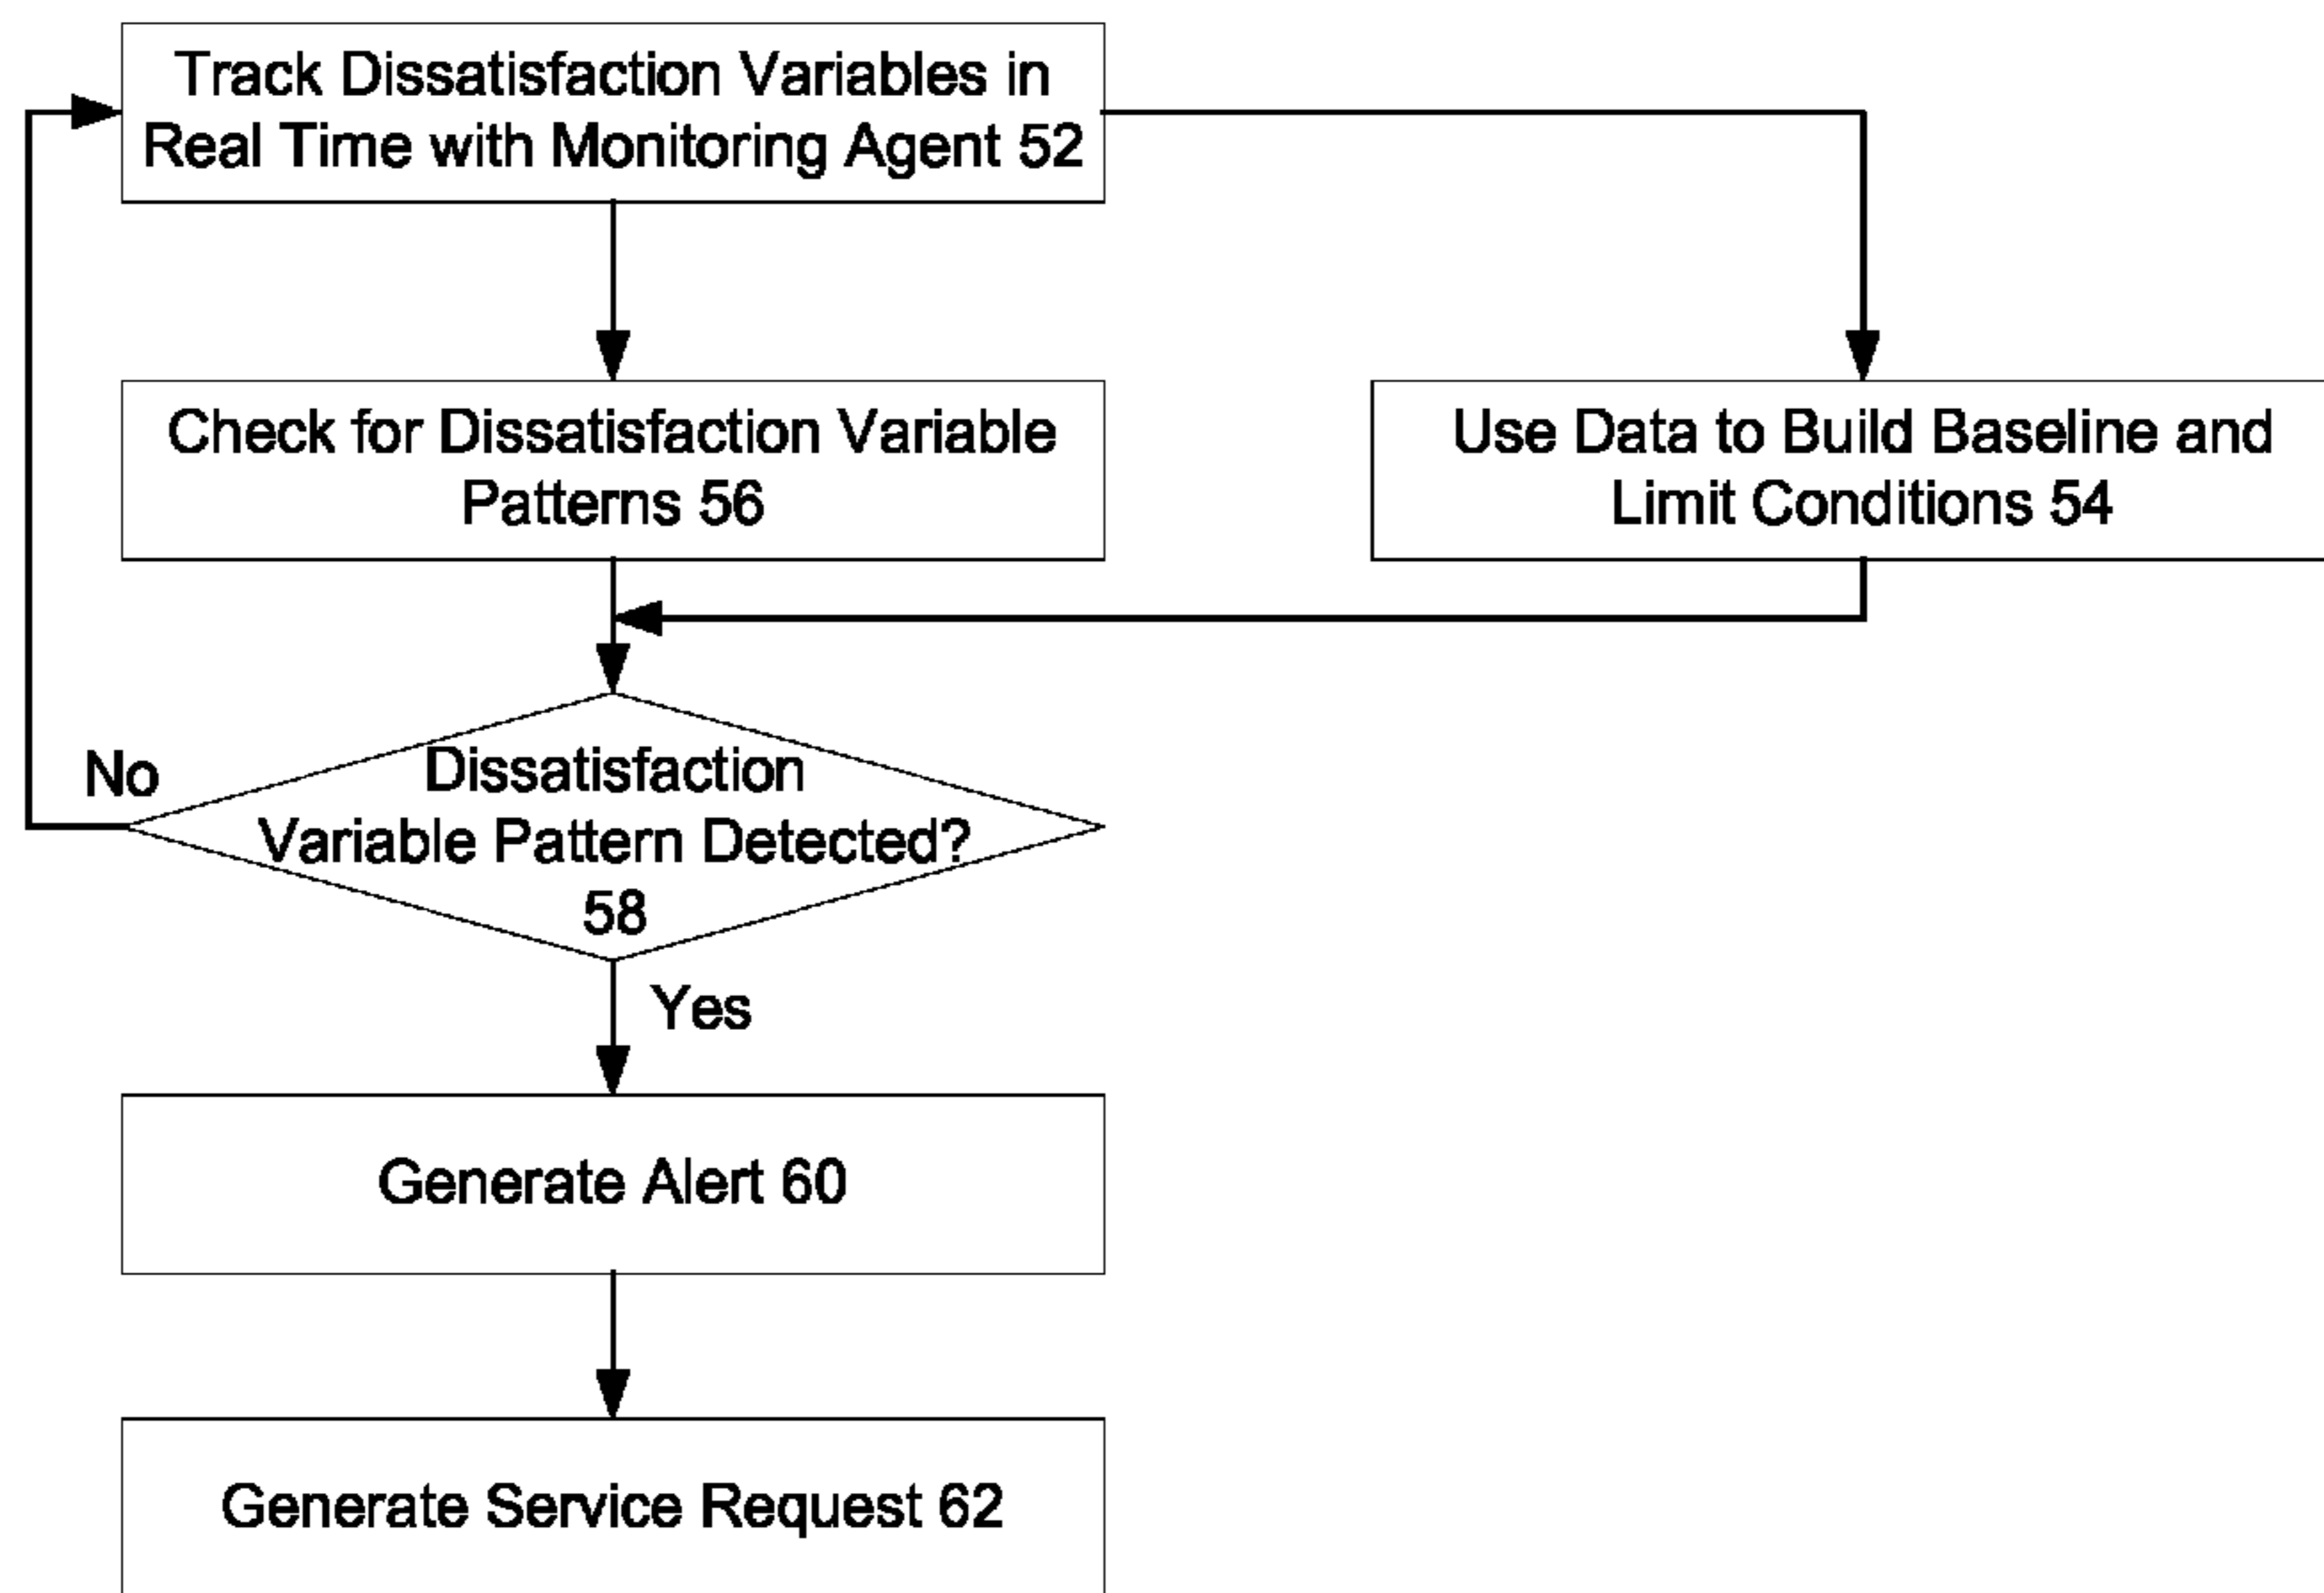 Track Dissatisfaction Variables in
Real Time with Monitoring Agent 52
Check for Dissatisfaction Variable
Patterns 56
Use Data to Build Baseline and
Limit Conditions 54
No
Dissatisfaction
Variable Pattern Detected?
58
Yes
Generate Alert 60
Generate Service Request 62